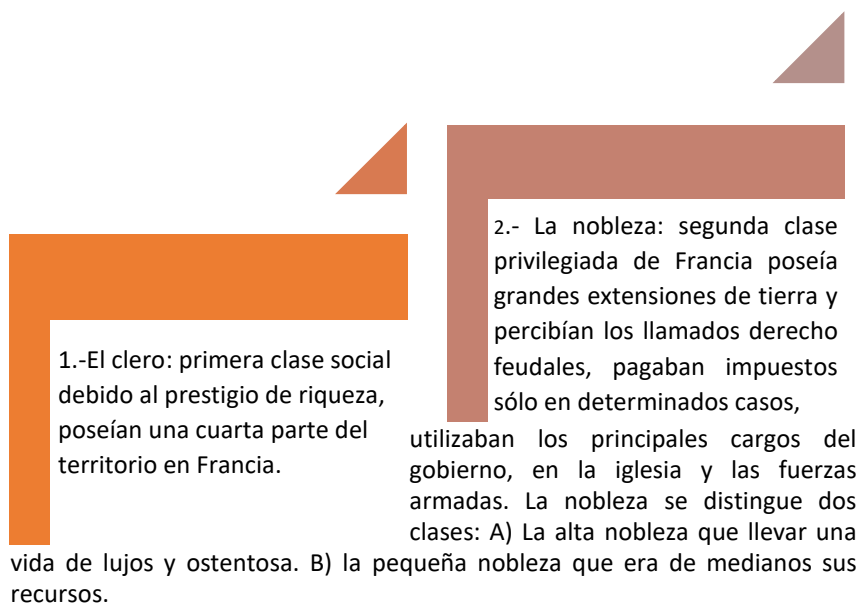 1.-El clero: primera clase social
debido al prestigio de riqueza,
poseían una cuarta parte del
territorio en Francia.
2.- La nobleza: segunda clase
privilegiada de Francia poseía
grandes extensiones de tierra y
percibían los llamados derecho
feudales, pagaban impuestos
sólo en determinados casos,
utilizaban los principales cargos del
gobierno, en la iglesia y las fuerzas
armadas. La nobleza se distingue dos
clases: A) La alta nobleza que llevar una
vida de lujos y ostentosa. B) la pequeña nobleza que era de medianos sus
recursos.